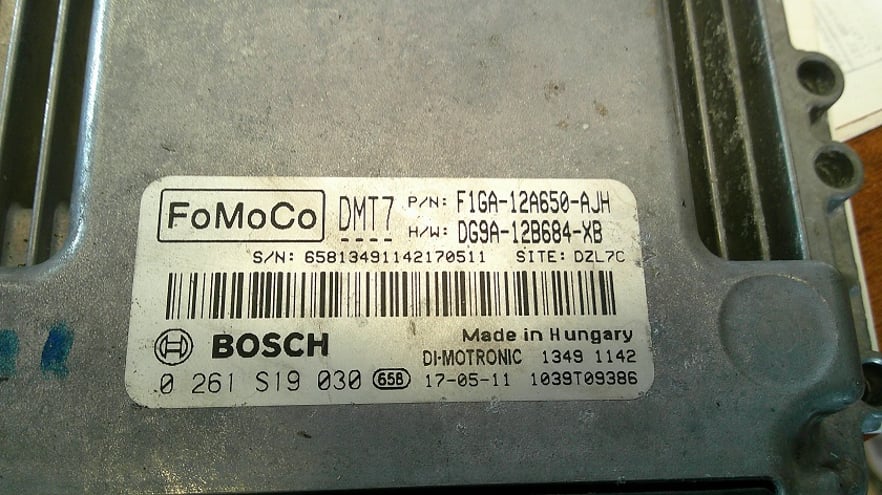 FoMoCo DMT7 P/N: F1GA-12A650-AJH
H/W: DG9A-12B684-XB
S/N: 65813491142170511 SITE: DZL7C
BOSCH Made in Hungary
DI-MOTRONIC 1349 1142
0 261 S19 030 658 17-05-11 1039T09386